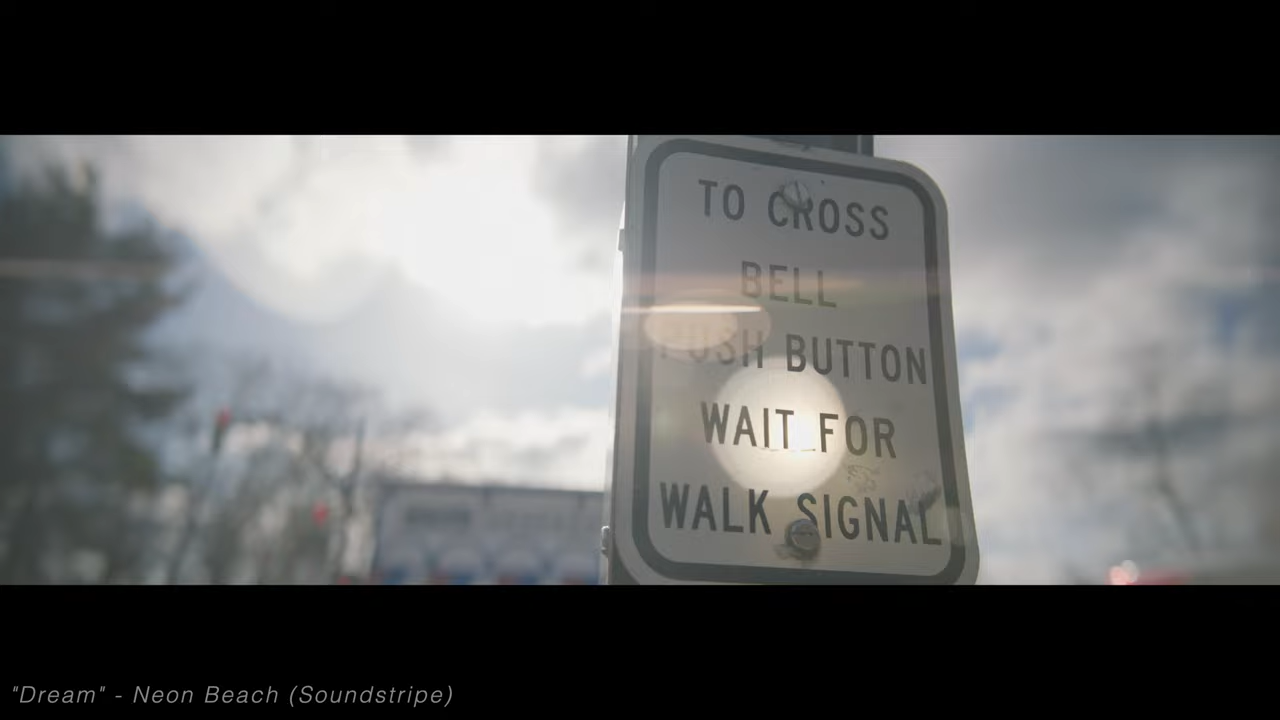 TO CROSS
BELL
PUSH BUTTON
WAIT FOR
WALK SIGNAL
"Dream" - Neon Beach (Soundstripe)